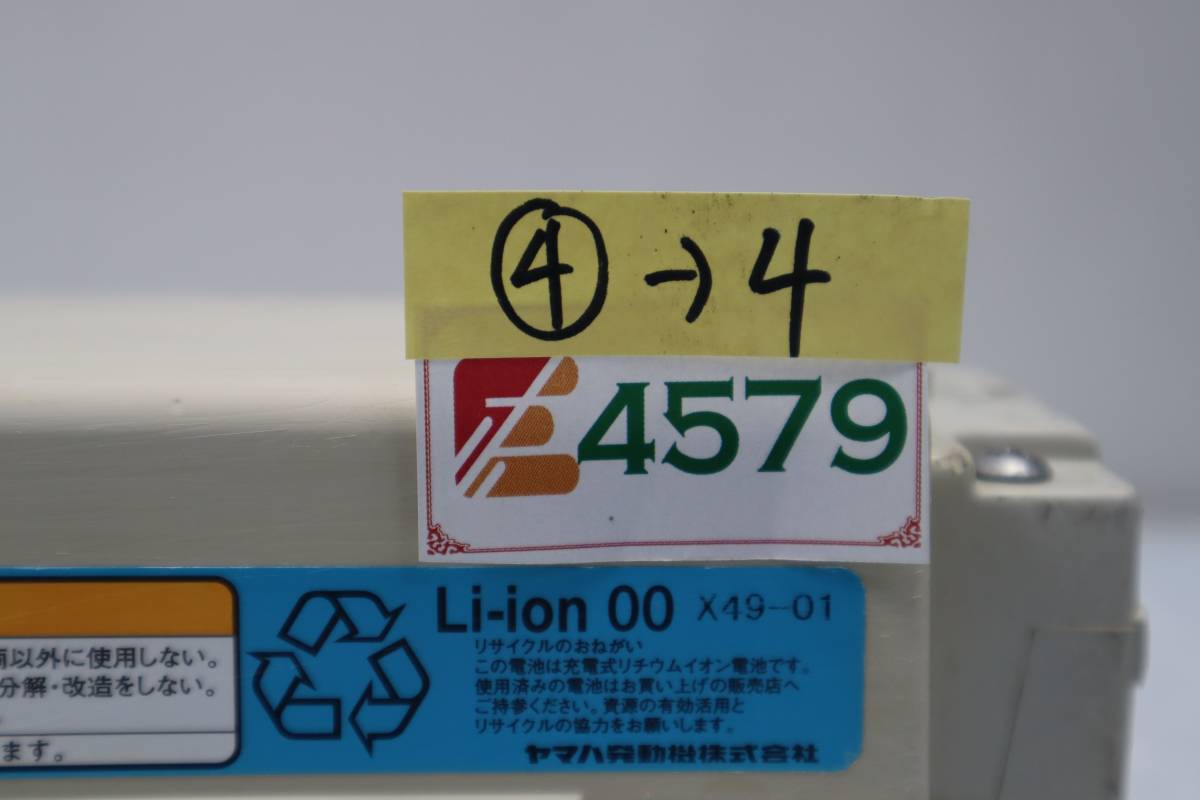 ④→4
4579
Li-ion 00 X49-01
リサイクルのおねがい
この電池は充電式リチウムイオン電池です。
使用済みの電池はお買い上げの販売店へ
ご持参ください。資源の有効活用と
リサイクルの協力をお願いします。
ヤマハ発動機株式会社
以外に使用しない。
分解・改造をしない。
ます。